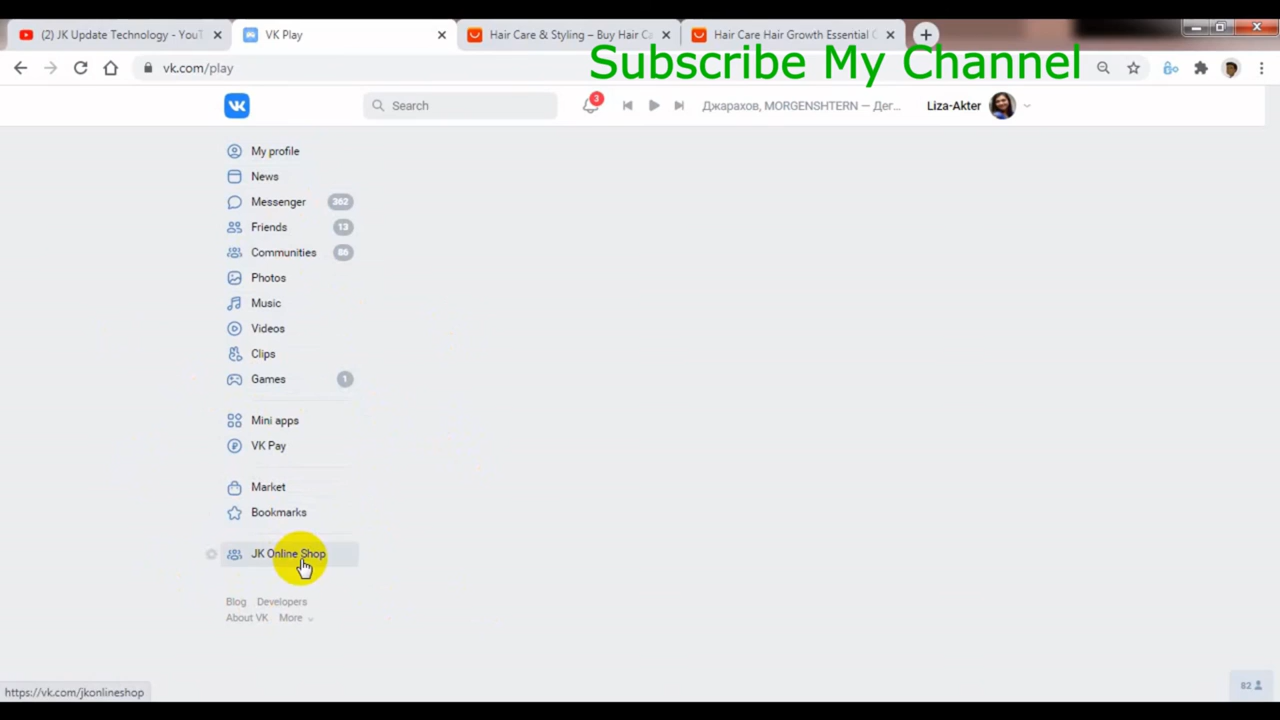 (2) JK Update Technology - YouT
VK Play
Hair Care & Styling – Buy Hair Ca
Hair Care Hair Growth Essential O
Subscribe My Channel
vk.com/play
Search
3
Джарахов, MORGENSHTERN — Дег...
Liza-Akter
My profile
News
Messenger 362
Friends 13
Communities 86
Photos
Music
Videos
Clips
Games 1
Mini apps
VK Pay
Market
Bookmarks
JK Online Shop
Blog Developers
About VK More
https://vk.com/jkonlineshop
82